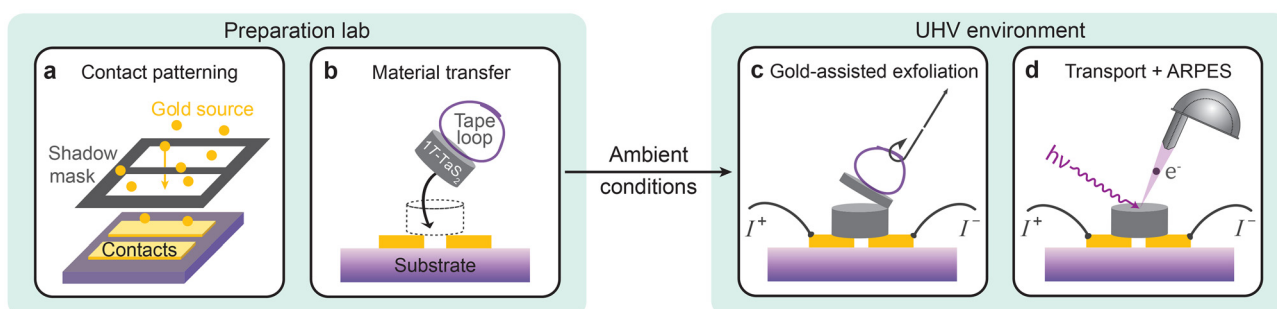 Preparation lab
a Contact patterning
Gold source
Shadow
mask
Contacts
b Material transfer
Tape
loop
1T-TaS₂
Substrate
Ambient
conditions
UHV environment
c Gold-assisted exfoliation
I⁺
I⁻
d Transport + ARPES
hν
e⁻
I⁺
I⁻